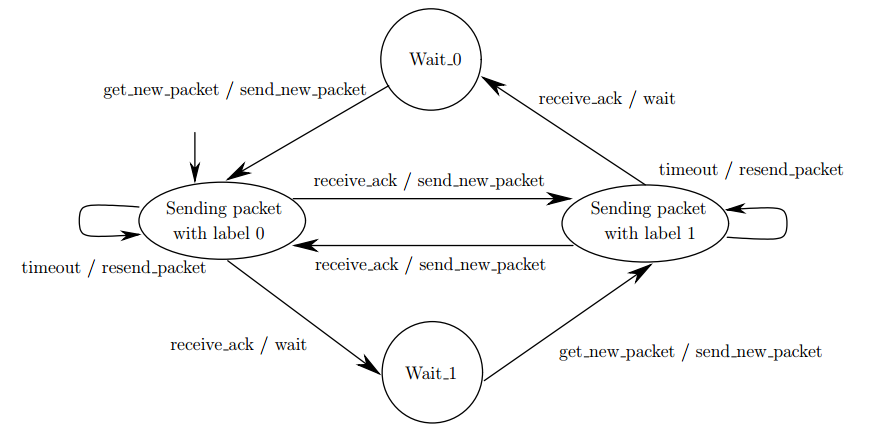 Wait_0
get_new_packet / send_new_packet
receive_ack / wait
timeout / resend_packet
receive_ack / send_new_packet
Sending packet
with label 0
Sending packet
with label 1
timeout / resend_packet
receive_ack / send_new_packet
receive_ack / wait
get_new_packet / send_new_packet
Wait_1